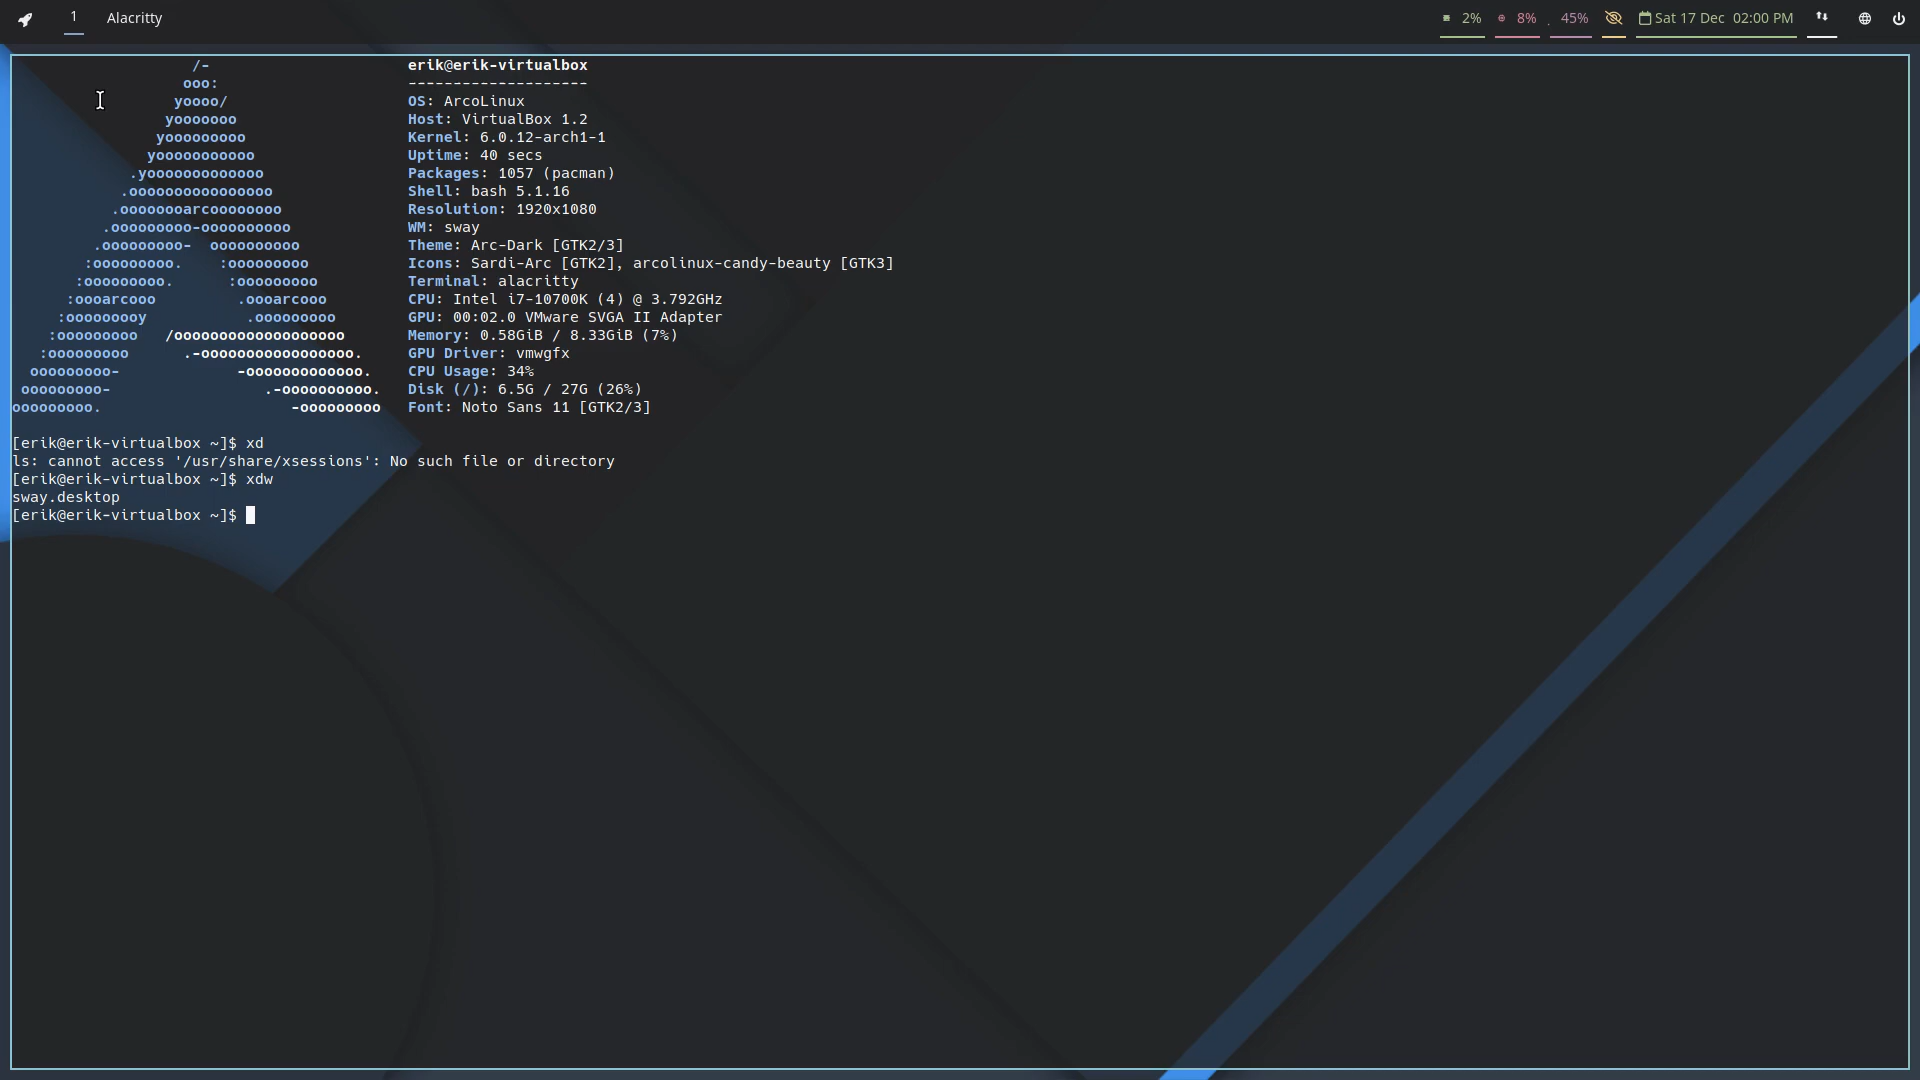 1 Alacritty 2% 8% 45% Sat 17 Dec 02:00 PM
/- erik@erik-virtualbox
ooo: --------------------
yoooo/ OS: ArcoLinux
yooooooo Host: VirtualBox 1.2
yooooooooo Kernel: 6.0.12-arch1-1
yooooooooooo Uptime: 40 secs
.yooooooooooooo Packages: 1057 (pacman)
.oooooooooooooooo Shell: bash 5.1.16
.oooooooarcoooooooo Resolution: 1920x1080
.ooooooooo-oooooooooo WM: sway
.ooooooooo-  oooooooooo Theme: Arc-Dark [GTK2/3]
:ooooooooo.    :ooooooooo Icons: Sardi-Arc [GTK2], arcolinux-candy-beauty [GTK3]
:ooooooooo.      :ooooooooo Terminal: alacritty
:oooarcooo         .oooarcooo CPU: Intel i7-10700K (4) @ 3.792GHz
:ooooooooy           .ooooooooo GPU: 00:02.0 VMware SVGA II Adapter
:ooooooooo   /ooooooooooooooooooo Memory: 0.58GiB / 8.33GiB (7%)
:ooooooooo      .-ooooooooooooooooo. GPU Driver: vmwgfx
ooooooooo-             -ooooooooooooo. CPU Usage: 34%
ooooooooo-                 .-oooooooooo. Disk (/): 6.5G / 27G (26%)
ooooooooo.                     -ooooooooo Font: Noto Sans 11 [GTK2/3]
[erik@erik-virtualbox ~]$ xd
ls: cannot access '/usr/share/xsessions': No such file or directory
[erik@erik-virtualbox ~]$ xdw
sway.desktop
[erik@erik-virtualbox ~]$